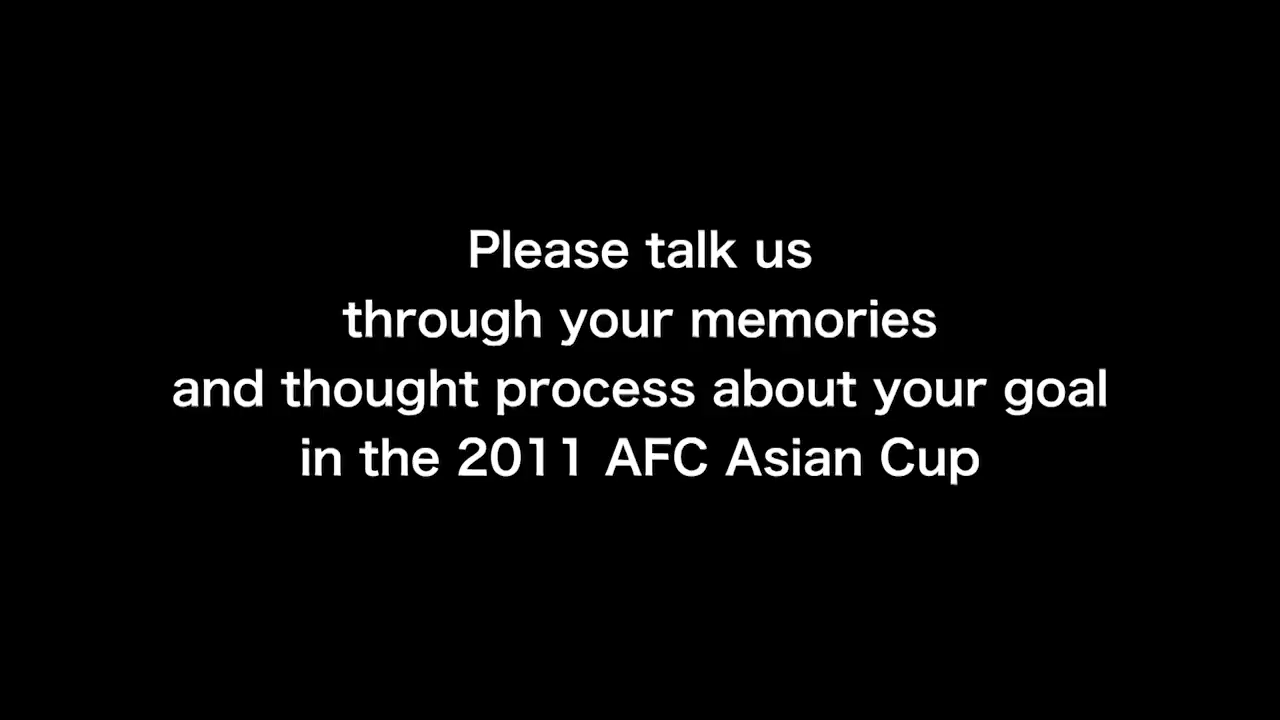 Please talk us
through your memories
and thought process about your goal
in the 2011 AFC Asian Cup